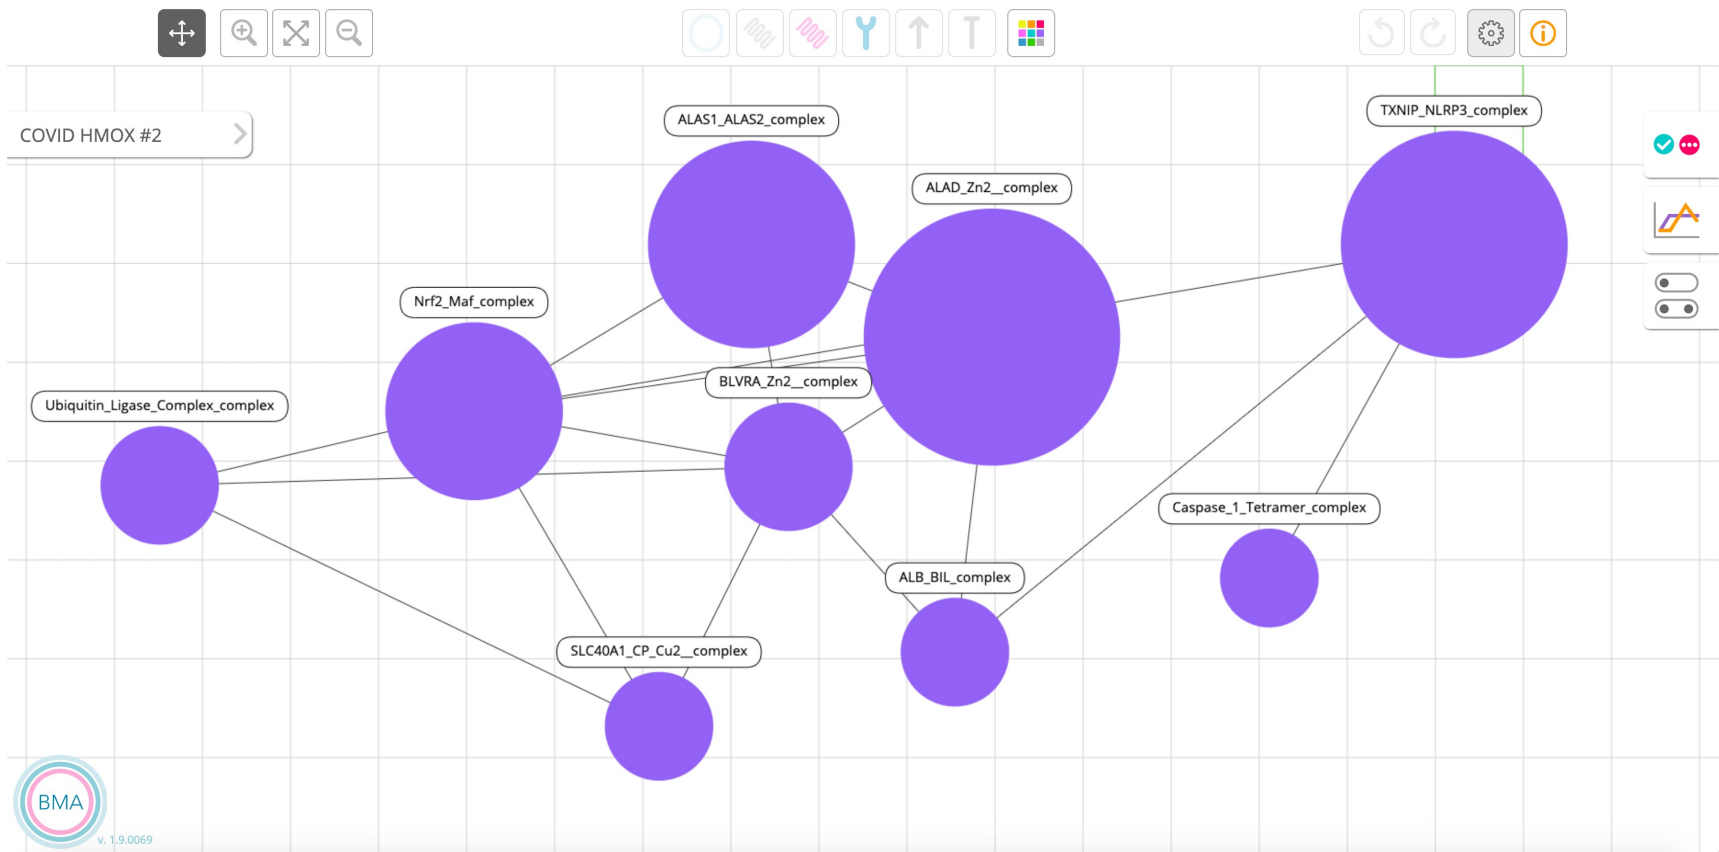 COVID HMOX #2
ALAS1_ALAS2_complex
TXNIP_NLRP3_complex
ALAD_Zn2__complex
Nrf2_Maf_complex
BLVRA_Zn2__complex
Ubiquitin_Ligase_Complex_complex
Caspase_1_Tetramer_complex
ALB_BIL_complex
SLC40A1_CP_Cu2__complex
BMA
v. 1.9.0069